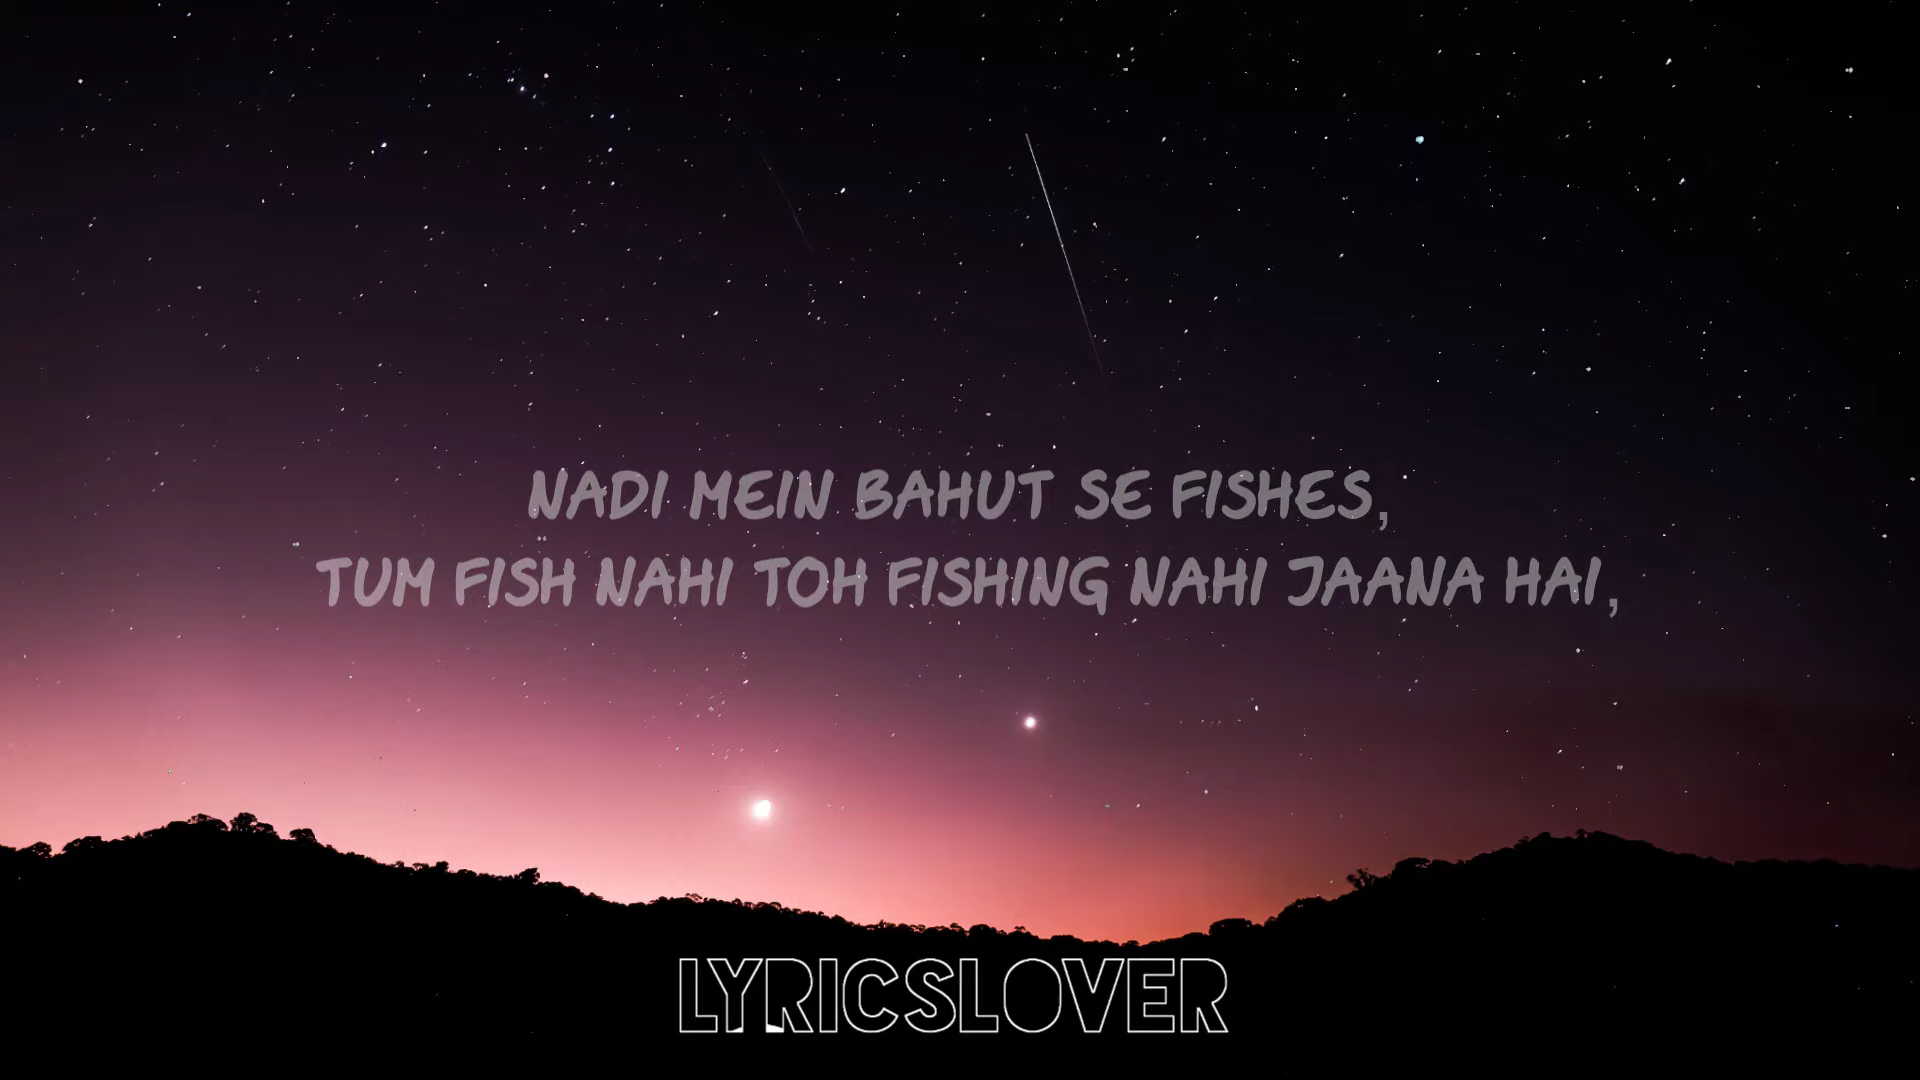 NADI MEIN BAHUT SE FISHES,
TUM FISH NAHI TOH FISHING NAHI JAANA HAI,
LYRICSLOVER